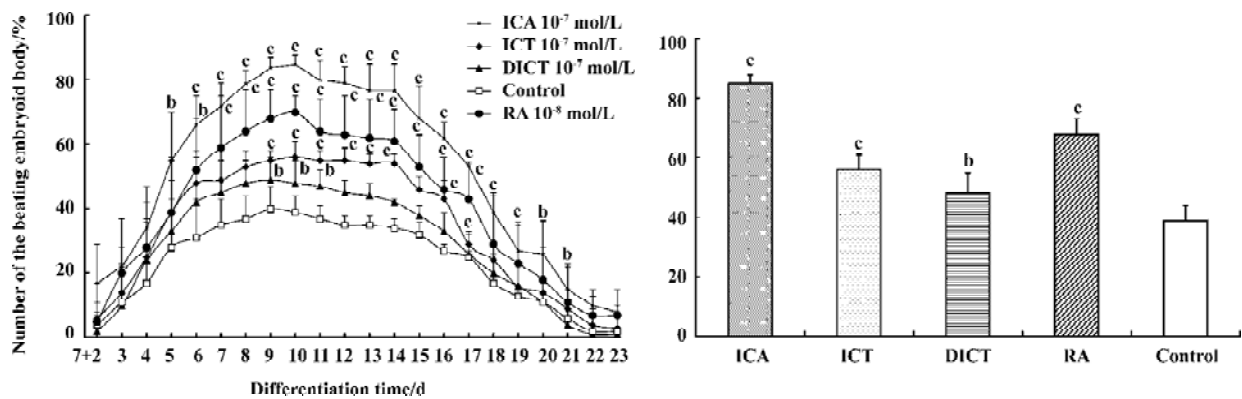 Number of the beating embryoid body/%
100
80
60
40
20
0
ICA 10⁻⁷ mol/L
ICT 10⁻⁷ mol/L
DICT 10⁻⁷ mol/L
Control
RA 10⁻⁸ mol/L
b c c c c c c c c c c c c c c b b
b c c c c c c c c c c c
c c c c c c c c
b b b
7+2 3 4 5 6 7 8 9 10 11 12 13 14 15 16 17 18 19 20 21 22 23
Differentiation time/d
100
80
60
40
20
0
c c b c
ICA ICT DICT RA Control